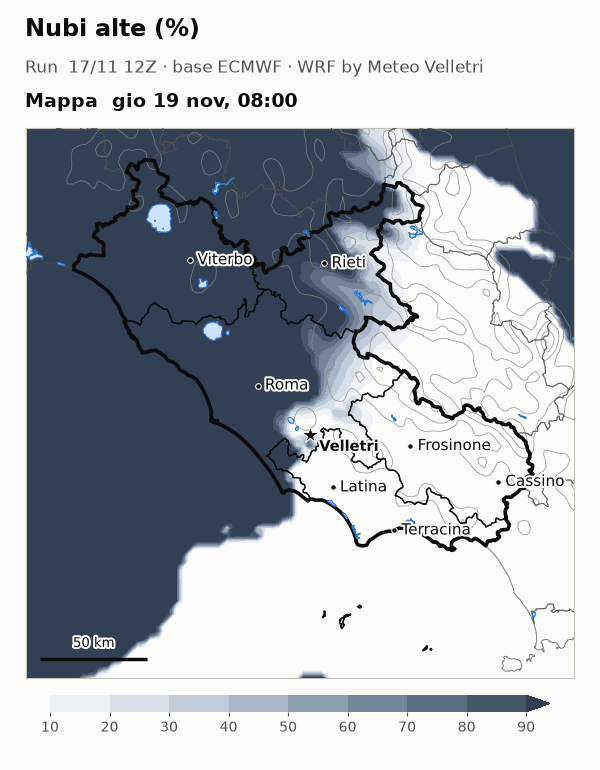 Nubi alte (%)
Run 17/11 12Z · base ECMWF · WRF by Meteo Velletri
Mappa gio 19 nov, 08:00
Viterbo
Rieti
Roma
Velletri
Frosinone
Cassino
Latina
Terracina
50 km
10 20 30 40 50 60 70 80 90